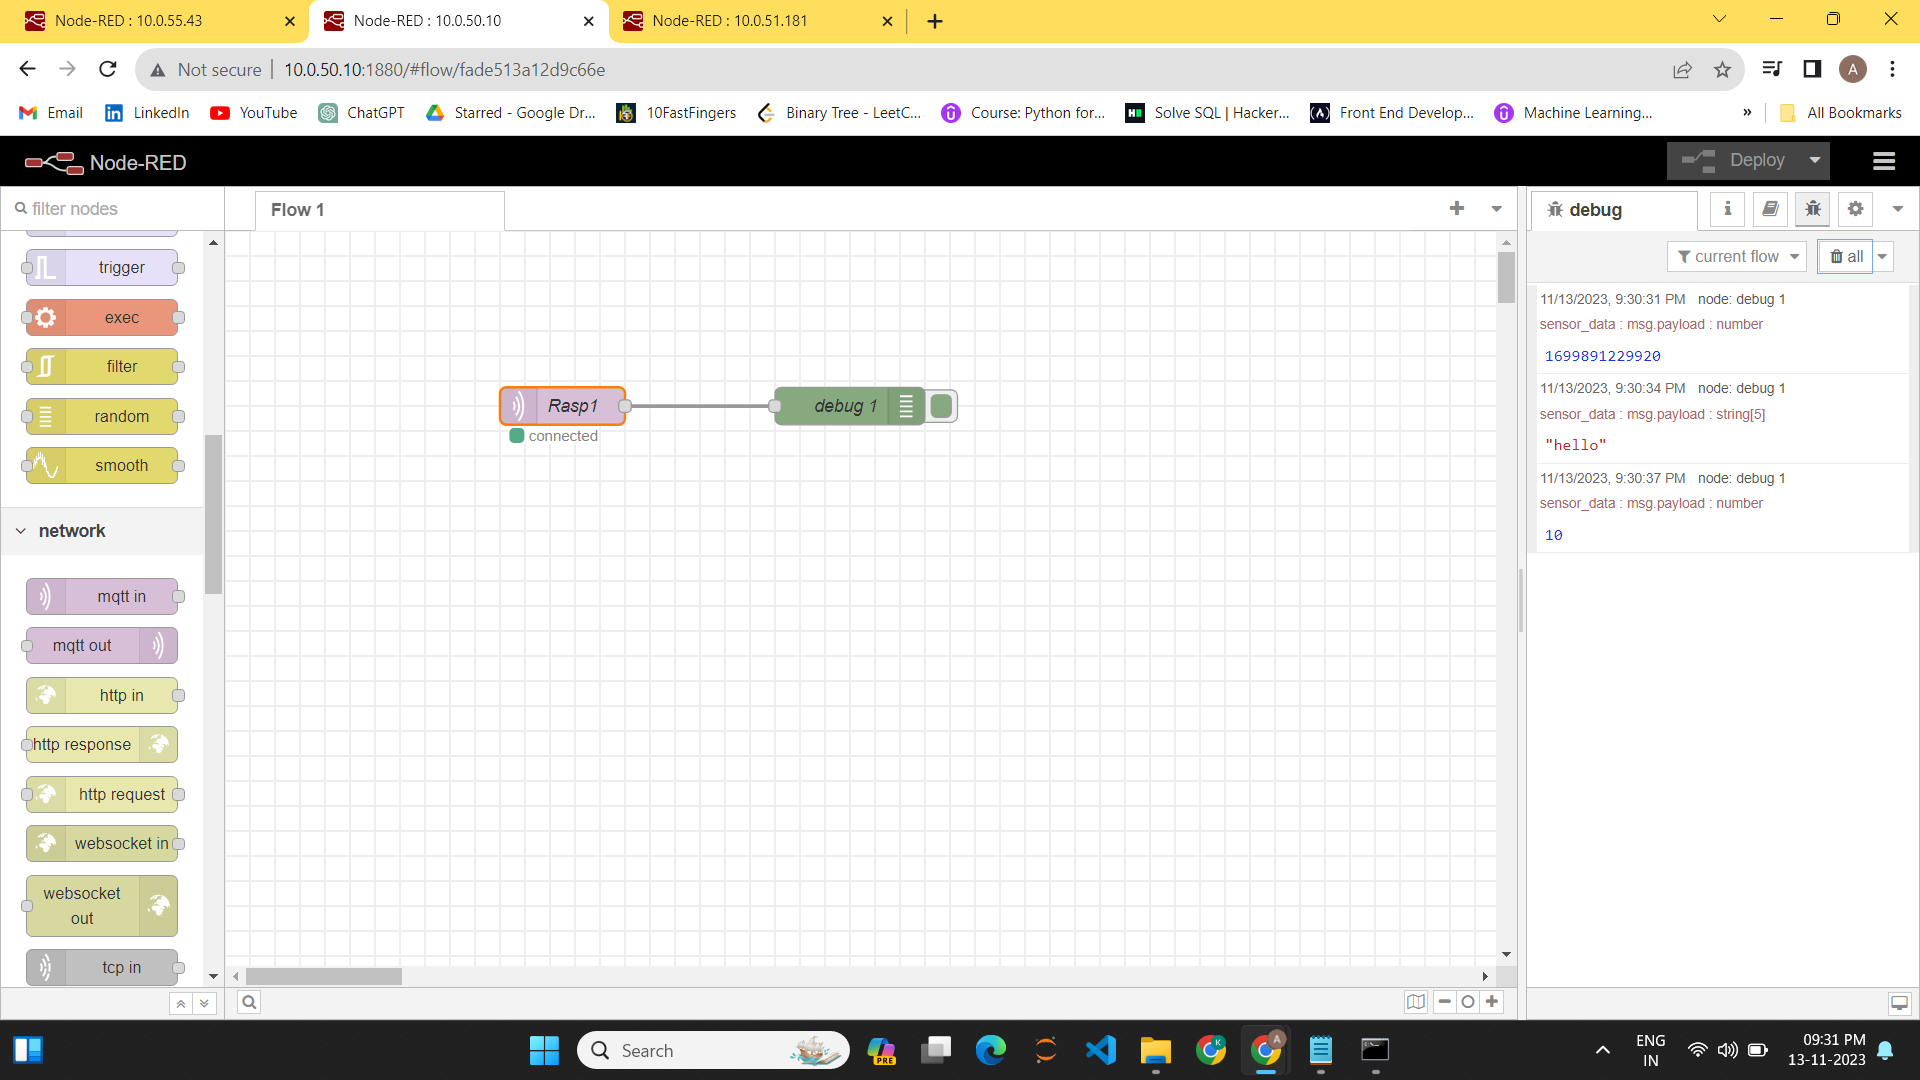 Node-RED : 10.0.55.43
Node-RED : 10.0.50.10
Node-RED : 10.0.51.181
Not secure
10.0.50.10:1880/#flow/fade513a12d9c66e
A
Email
LinkedIn
YouTube
ChatGPT
Starred - Google Dr...
10FastFingers
Binary Tree - LeetC...
Course: Python for...
Solve SQL | Hacker...
Front End Develop...
Machine Learning...
»
All Bookmarks
Node-RED
Deploy
filter nodes
Flow 1
debug
i
trigger
exec
filter
random
smooth
network
mqtt in
mqtt out
http in
http response
http request
websocket in
websocket
out
tcp in
Rasp1
connected
debug 1
current flow
all
11/13/2023, 9:30:31 PM node: debug 1
sensor_data : msg.payload : number
1699891229920
11/13/2023, 9:30:34 PM node: debug 1
sensor_data : msg.payload : string[5]
"hello"
11/13/2023, 9:30:37 PM node: debug 1
sensor_data : msg.payload : number
10
Search
PRE
K
A
ENG
IN
09:31 PM
13-11-2023